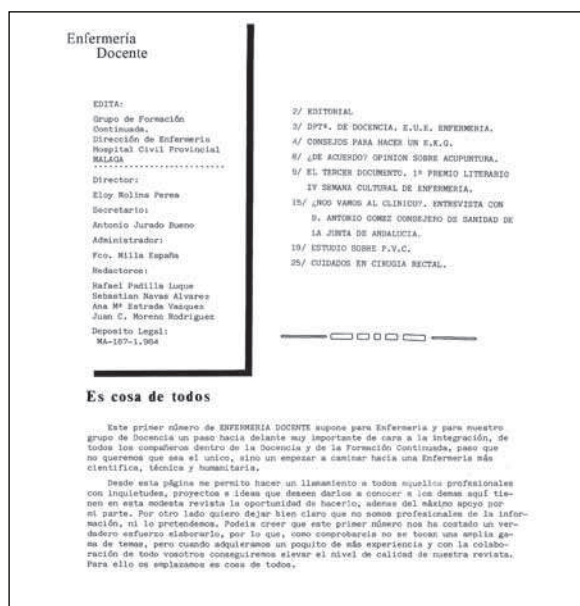 Enfermería
Docente
EDITA:
Grupo de Formación
Continuada.
Dirección de Enfermería
Hospital Civil Provincial
MALAGA
Director:
Eloy Molina Perea
Secretario:
Antonio Jurado Bueno
Administrador:
Fco. Milla España
Redactores:
Rafael Padilla Luque
Sebastian Navas Alvarez
Ana Mª Estrada Vazquez
Juan C. Moreno Rodriguez
Deposito Legal:
MA-167-1.984
2/ EDITORIAL
3/ DPTº. DE DOCENCIA. E.U.E. ENFERMERIA.
4/ CONSEJOS PARA HACER UN E.K.G.
8/ ¿DE ACUERDO? OPINION SOBRE ACUPUNTURA.
9/ EL TERCER DOCUMENTO. 1º PREMIO LITERARIO
IV SEMANA CULTURAL DE ENFERMERIA.
15/ ¿NOS VAMOS AL CLINICO?. ENTREVISTA CON
D. ANTONIO GOMEZ CONSEJERO DE SANIDAD DE
LA JUNTA DE ANDALUCIA.
19/ ESTUDIO SOBRE P.V.C.
25/ CUIDADOS EN CIRUGIA RECTAL.
Es cosa de todos
Este primer número de ENFERMERIA DOCENTE supone para Enfermería y para nuestro
grupo de Docencia un paso hacia delante muy importante de cara a la integración, de
todos los compañeros dentro de la Docencia y de la Formación Continuada, paso que
no queremos que sea el unico, sino un empezar a caminar hacia una Enfermería más
científica, técnica y humanitaria.
Desde esta página me permito hacer un llamamiento a todos aquellos profesionales
con inquietudes, proyectos e ideas que deseen darlos a conocer a los demas aquí tie-
nen en esta modesta revista la oportunidad de hacerlo, ademas del máximo apoyo por
mi parte. Por otro lado quiero dejar bien claro que no somos profesionales de la infor-
mación, ni lo pretendemos. Podeis creer que este primer número nos ha costado un ver-
dadero esfuerzo elaborarlo, por lo que, como comprobareis no se tocan una amplia ga-
ma de temas, pero cuando adquiramos un poquito de más experiencia y con la colabo-
ración de todo vosotros conseguiremos elevar el nivel de calidad de nuestra revista.
Para ello os emplazamos es cosa de todos.